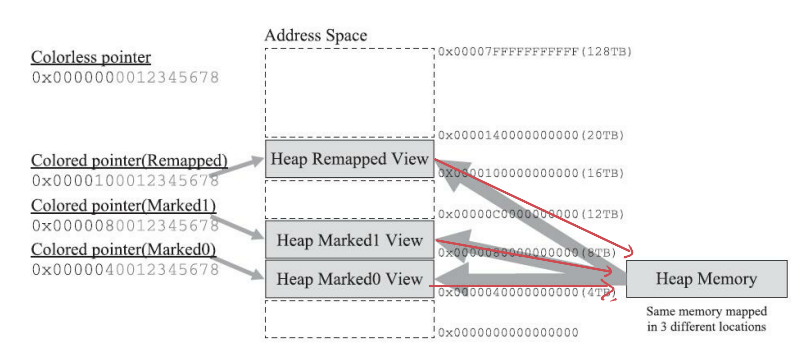 Address Space
0x00007FFFFFFFFFFF(128TB)
Colorless pointer
0x0000000012345678
0x0000140000000000(20TB)
Colored pointer(Remapped)
Heap Remapped View
0x0000100012345678
0x0000100000000000(16TB)
Colored pointer(Marked1)
0x0000080012345678
0x00000C0000000000(12TB)
Heap Marked1 View
Colored pointer(Marked0)
0x0000080000000000(8TB)
0x0000040012345678
Heap Marked0 View
Heap Memory
0x0000040000000000(4TB)
Same memory mapped
in 3 different locations
0x0000000000000000